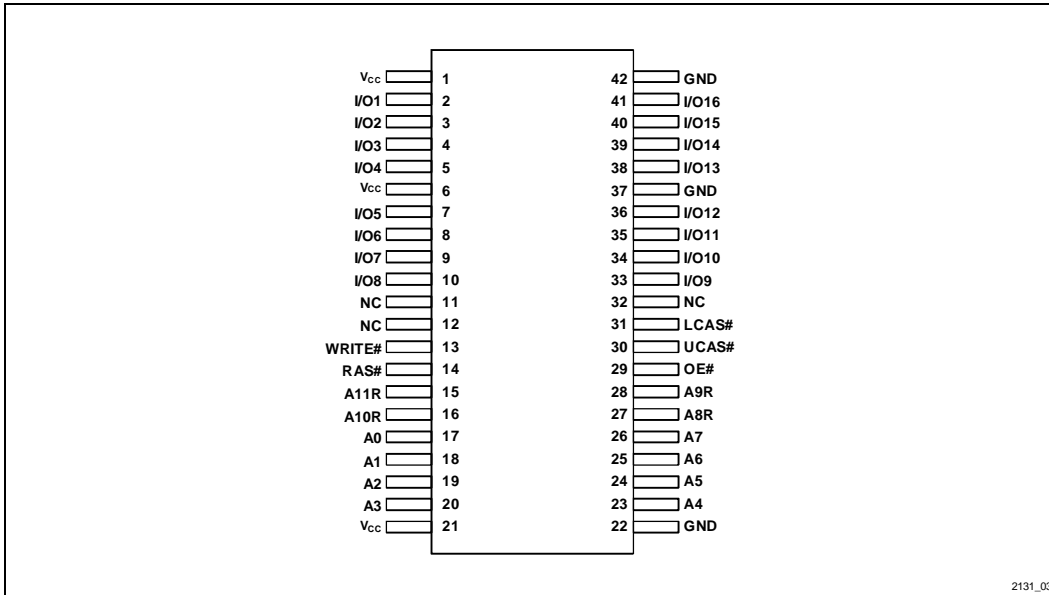 Vcc 1 42 GND
I/O1 2 41 I/O16
I/O2 3 40 I/O15
I/O3 4 39 I/O14
I/O4 5 38 I/O13
Vcc 6 37 GND
I/O5 7 36 I/O12
I/O6 8 35 I/O11
I/O7 9 34 I/O10
I/O8 10 33 I/O9
NC 11 32 NC
NC 12 31 LCAS#
WRITE# 13 30 UCAS#
RAS# 14 29 OE#
A11R 15 28 A9R
A10R 16 27 A8R
A0 17 26 A7
A1 18 25 A6
A2 19 24 A5
A3 20 23 A4
Vcc 21 22 GND
2131_03